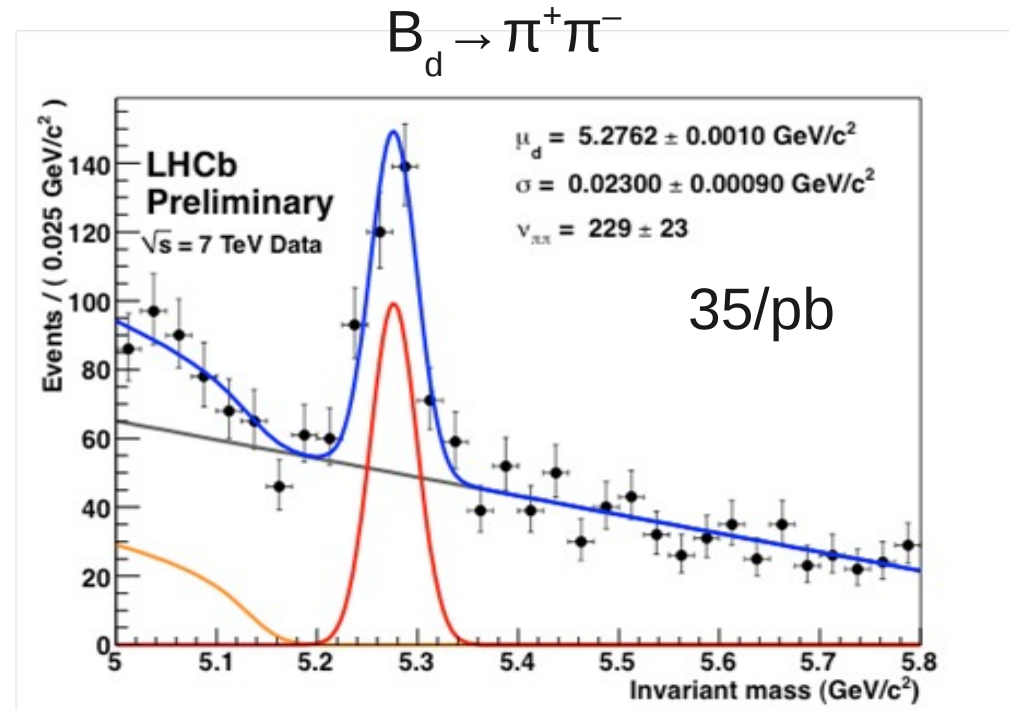 B_d → π⁺π⁻
Events / ( 0.025 GeV/c² )
LHCb
Preliminary
√s = 7 TeV Data
μ_d = 5.2762 ± 0.0010 GeV/c²
σ = 0.02300 ± 0.00090 GeV/c²
ν_ππ = 229 ± 23
35/pb
140
120
100
80
60
40
20
0
5 5.1 5.2 5.3 5.4 5.5 5.6 5.7 5.8
Invariant mass (GeV/c²)